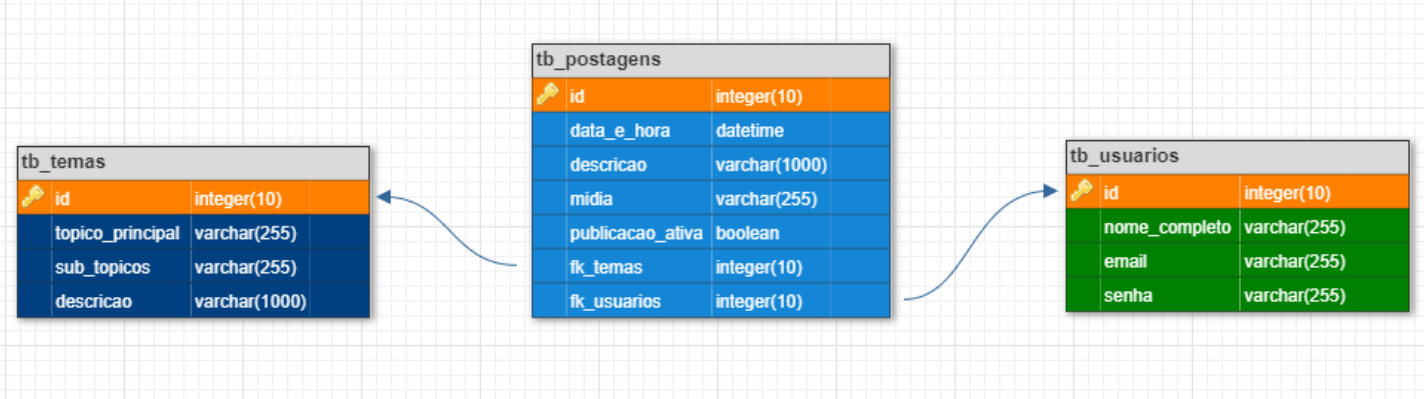 tb_temas
id integer(10)
topico_principal varchar(255)
sub_topicos varchar(255)
descricao varchar(1000)
tb_postagens
id integer(10)
data_e_hora datetime
descricao varchar(1000)
midia varchar(255)
publicacao_ativa boolean
fk_temas integer(10)
fk_usuarios integer(10)
tb_usuarios
id integer(10)
nome_completo varchar(255)
email varchar(255)
senha varchar(255)